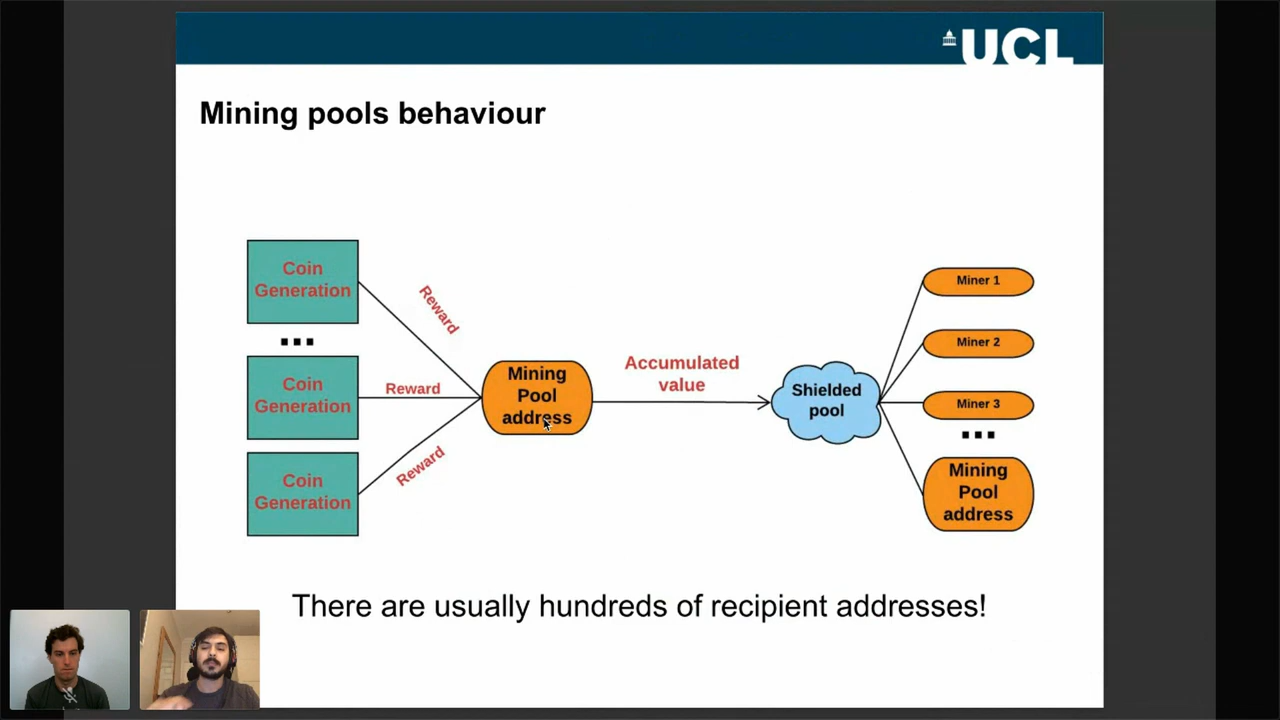 UCL
Mining pools behaviour
Coin
Generation
Reward
Coin
Generation
Reward
Coin
Generation
Reward
Mining
Pool
address
Accumulated
value
Shielded
pool
Miner 1
Miner 2
Miner 3
Mining
Pool
address
There are usually hundreds of recipient addresses!